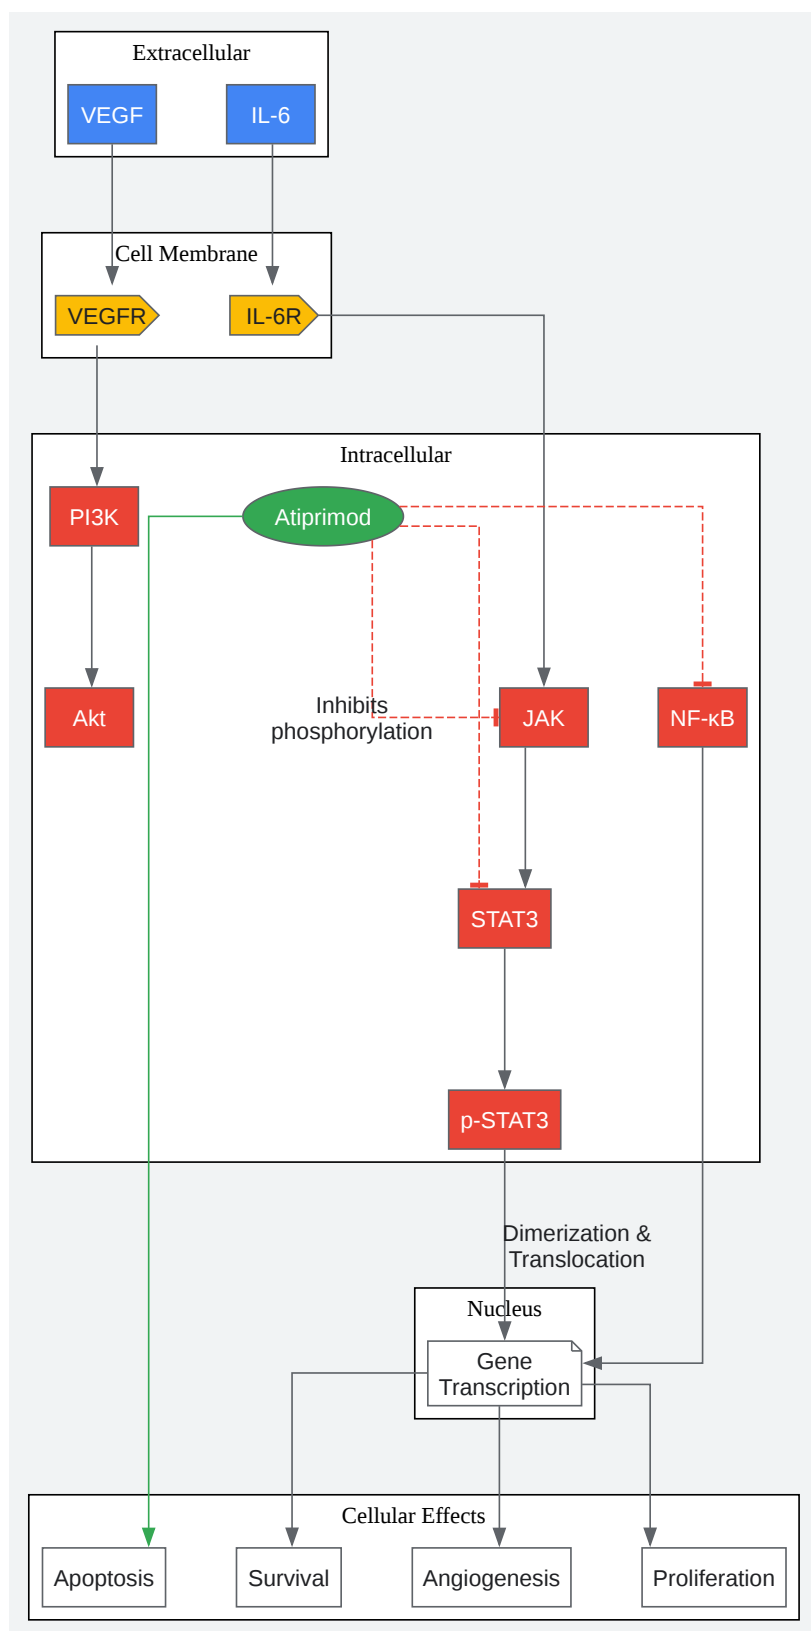 Extracellular
VEGF
IL-6
Cell Membrane
VEGFR
IL-6R
Intracellular
PI3K
Atiprimod
Akt
Inhibits
phosphorylation
JAK
NF-κB
STAT3
p-STAT3
Dimerization &
Translocation
Nucleus
Gene
Transcription
Cellular Effects
Apoptosis
Survival
Angiogenesis
Proliferation